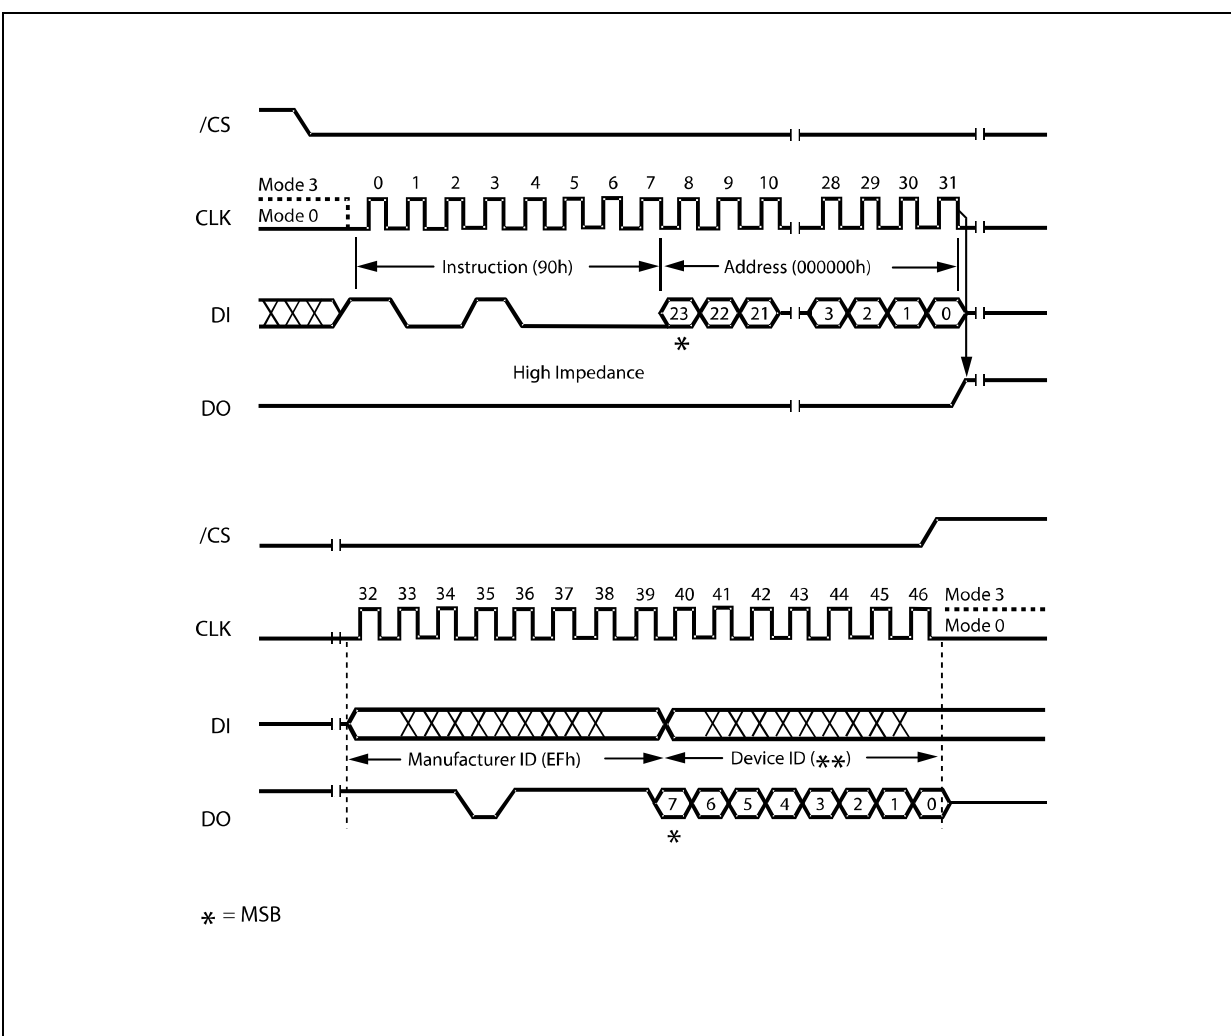 /CS
Mode 3
0 1 2 3 4 5 6 7 8 9 10 28 29 30 31
CLK
Mode 0
Instruction (90h)
Address (000000h)
DI
23 22 21 3 2 1 0
*
High Impedance
DO
/CS
32 33 34 35 36 37 38 39 40 41 42 43 44 45 46
Mode 3
CLK
Mode 0
DI
Manufacturer ID (EFh)
Device ID (**)
DO
7 6 5 4 3 2 1 0
*
* = MSB